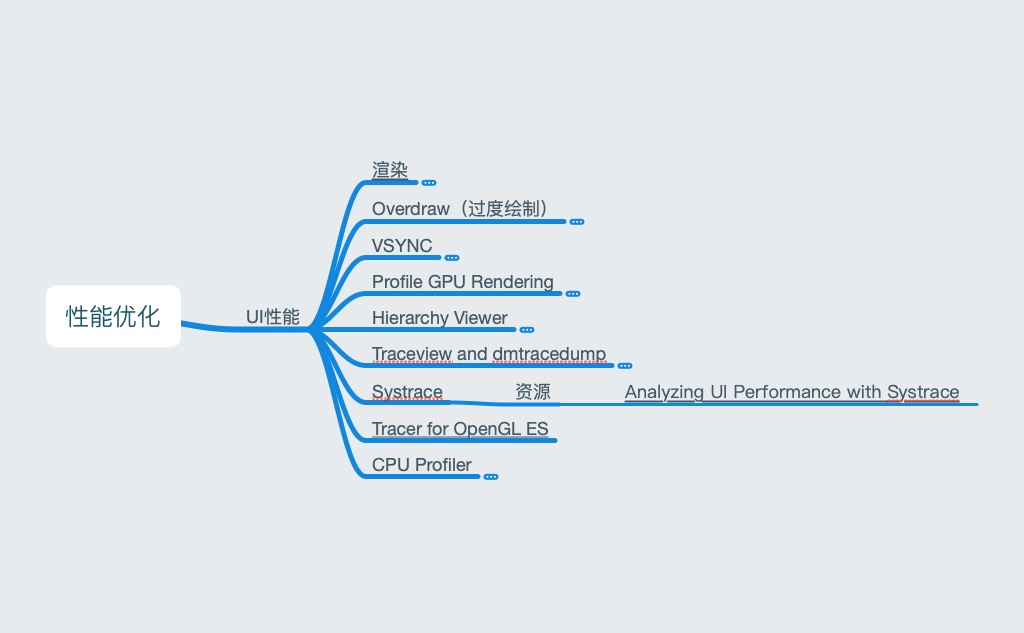 渲染
Overdraw（过度绘制）
VSYNC
Profile GPU Rendering
性能优化
UI性能
Hierarchy Viewer
Traceview and dmtracedump
Systrace
资源
Analyzing UI Performance with Systrace
Tracer for OpenGL ES
CPU Profiler